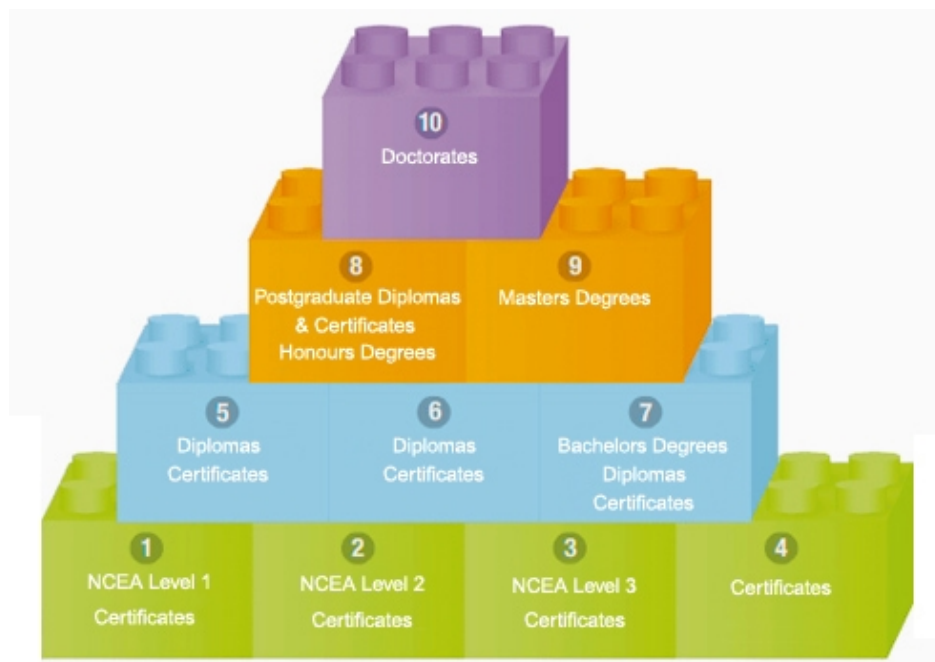 10
Doctorates
8
Postgraduate Diplomas
& Certificates
Honours Degrees
9
Masters Degrees
5
Diplomas
Certificates
6
Diplomas
Certificates
7
Bachelors Degrees
Diplomas
Certificates
1
NCEA Level 1
Certificates
2
NCEA Level 2
Certificates
3
NCEA Level 3
Certificates
4
Certificates